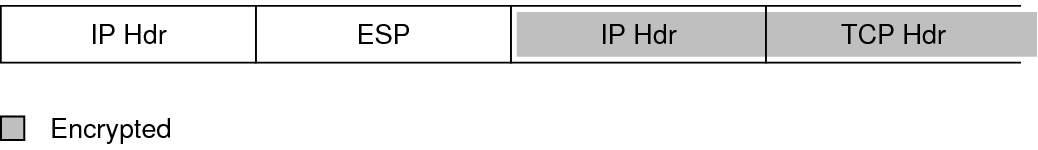 IP Hdr ESP IP Hdr TCP Hdr
Encrypted